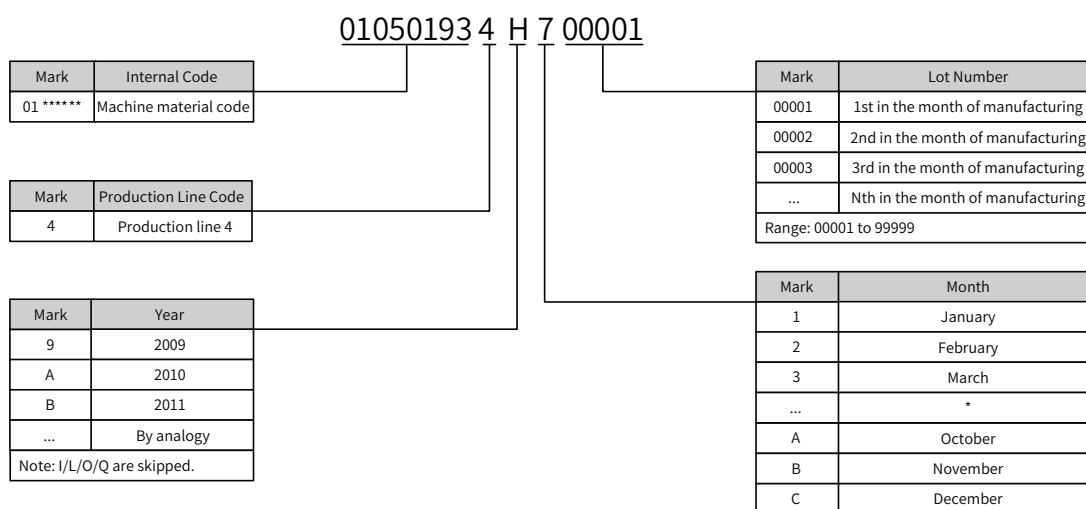 01050193 4 H 7 00001
Mark Internal Code
01 ****** Machine material code
Mark Production Line Code
4 Production line 4
Mark Year
9 2009
A 2010
B 2011
... By analogy
Note: I/L/O/Q are skipped.
Mark Lot Number
00001 1st in the month of manufacturing
00002 2nd in the month of manufacturing
00003 3rd in the month of manufacturing
... Nth in the month of manufacturing
Range: 00001 to 99999
Mark Month
1 January
2 February
3 March
... *
A October
B November
C December